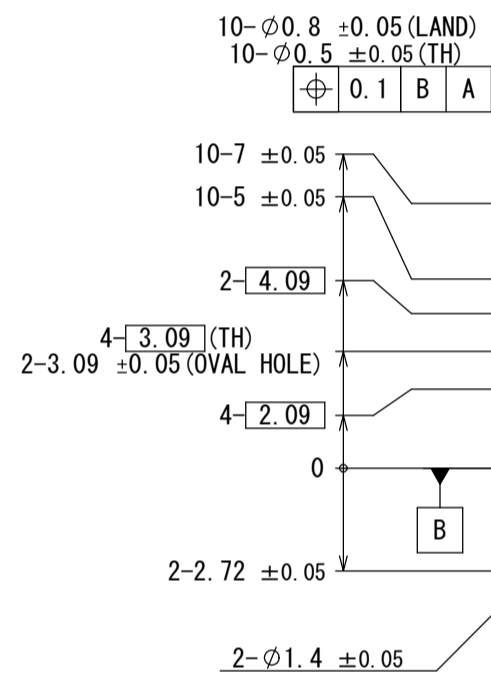 10-⌀0.8 ±0.05(LAND)
10-⌀0.5 ±0.05(TH)
⌖ 0.1 B A
10-7 ±0.05
10-5 ±0.05
2-4.09
4-3.09(TH)
2-3.09 ±0.05(OVAL HOLE)
4-2.09
0
B
2-2.72 ±0.05
2-⌀1.4 ±0.05